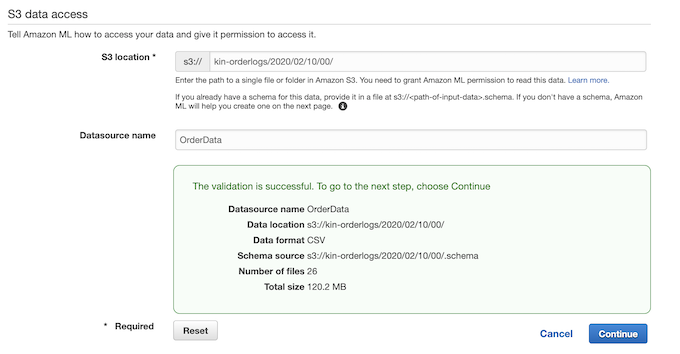 S3 data access
Tell Amazon ML how to access your data and give it permission to access it.
S3 location * s3:// kin-orderlogs/2020/02/10/00/
Enter the path to a single file or folder in Amazon S3. You need to grant Amazon ML permission to read this data. Learn more.
If you already have a schema for this data, provide it in a file at s3://<path-of-input-data>.schema. If you don't have a schema, Amazon
ML will help you create one on the next page.
Datasource name OrderData
The validation is successful. To go to the next step, choose Continue
Datasource name OrderData
Data location s3://kin-orderlogs/2020/02/10/00/
Data format CSV
Schema source s3://kin-orderlogs/2020/02/10/00/.schema
Number of files 26
Total size 120.2 MB
* Required Reset Cancel Continue